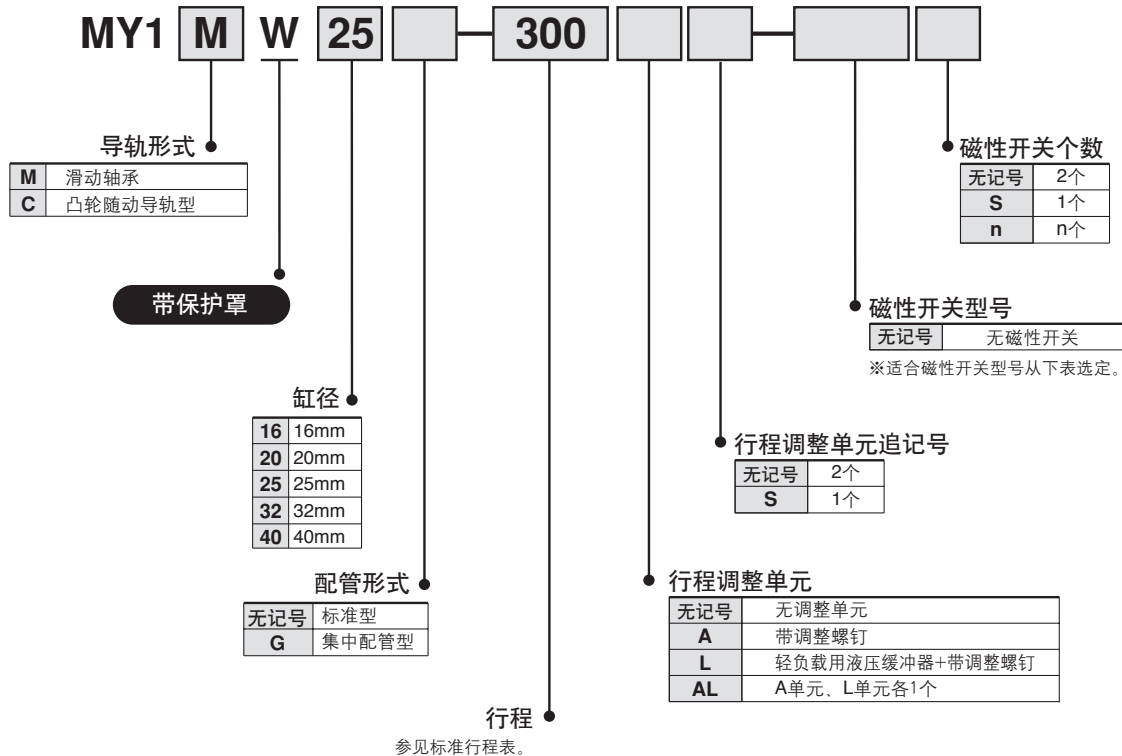 MY1 M W 25 — 300 —
导轨形式
M 滑动轴承
C 凸轮随动导轨型
带保护罩
缸径
16 16mm
20 20mm
25 25mm
32 32mm
40 40mm
配管形式
无记号 标准型
G 集中配管型
行程
参见标准行程表。
行程调整单元
无记号 无调整单元
A 带调整螺钉
L 轻负载用液压缓冲器+带调整螺钉
AL A单元、L单元各1个
行程调整单元追记号
无记号 2个
S 1个
磁性开关型号
无记号 无磁性开关
※适合磁性开关型号从下表选定。
磁性开关个数
无记号 2个
S 1个
n n个